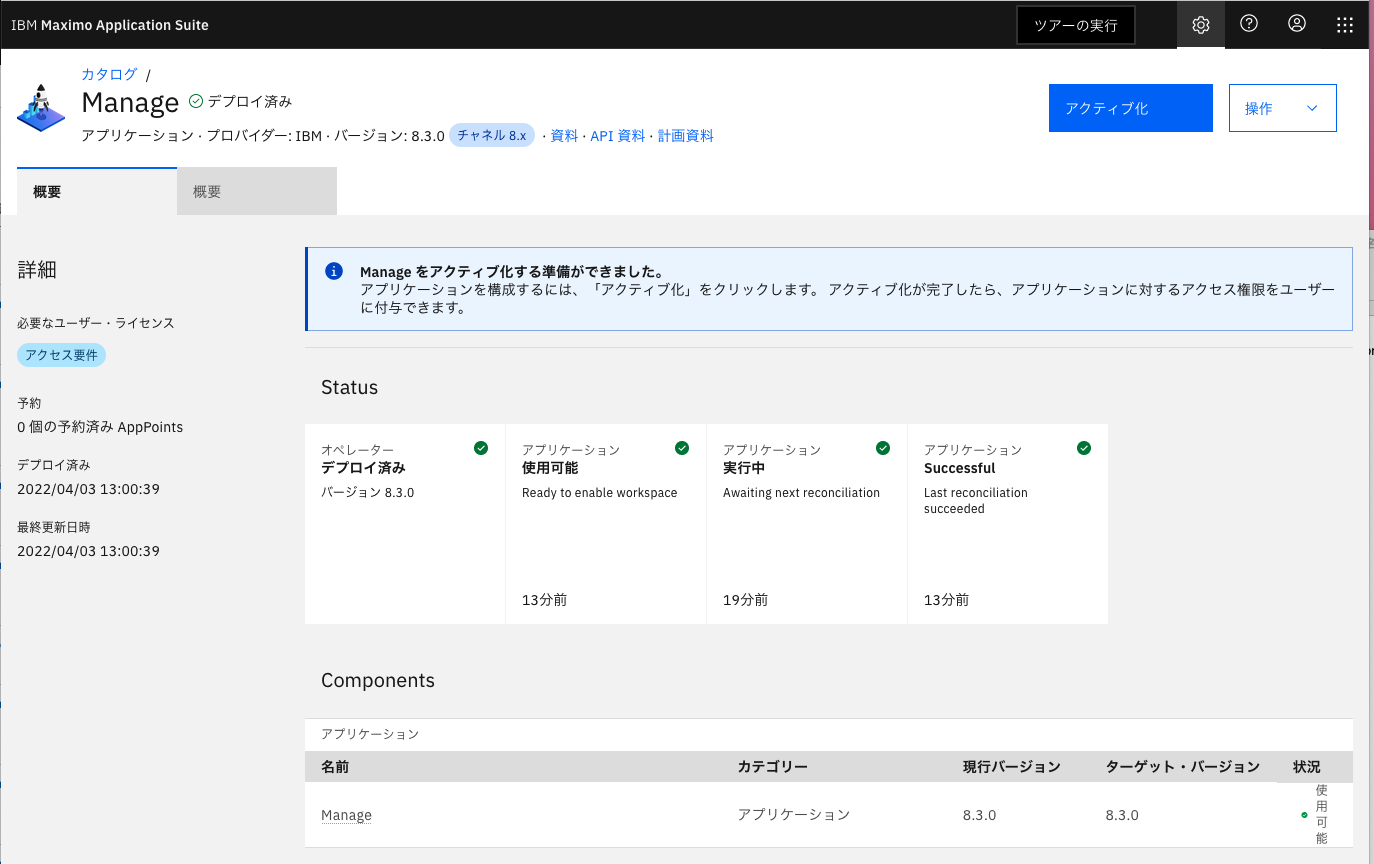 IBM Maximo Application Suite
ツアーの実行
カタログ /
Manage デプロイ済み
アプリケーション · プロバイダー: IBM · バージョン: 8.3.0 チャネル 8.x · 資料 · API 資料 · 計画資料
アクティブ化
操作
概要
概要
詳細
必要なユーザー・ライセンス
アクセス要件
予約
0 個の予約済み AppPoints
デプロイ済み
2022/04/03 13:00:39
最終更新日時
2022/04/03 13:00:39
Manage をアクティブ化する準備ができました。
アプリケーションを構成するには、「アクティブ化」をクリックします。 アクティブ化が完了したら、アプリケーションに対するアクセス権限をユーザー
に付与できます。
Status
オペレーター
デプロイ済み
バージョン 8.3.0
アプリケーション
使用可能
Ready to enable workspace
13分前
アプリケーション
実行中
Awaiting next reconciliation
19分前
アプリケーション
Successful
Last reconciliation
succeeded
13分前
Components
アプリケーション
名前 カテゴリー 現行バージョン ターゲット・バージョン 状況
Manage アプリケーション 8.3.0 8.3.0 使用可能